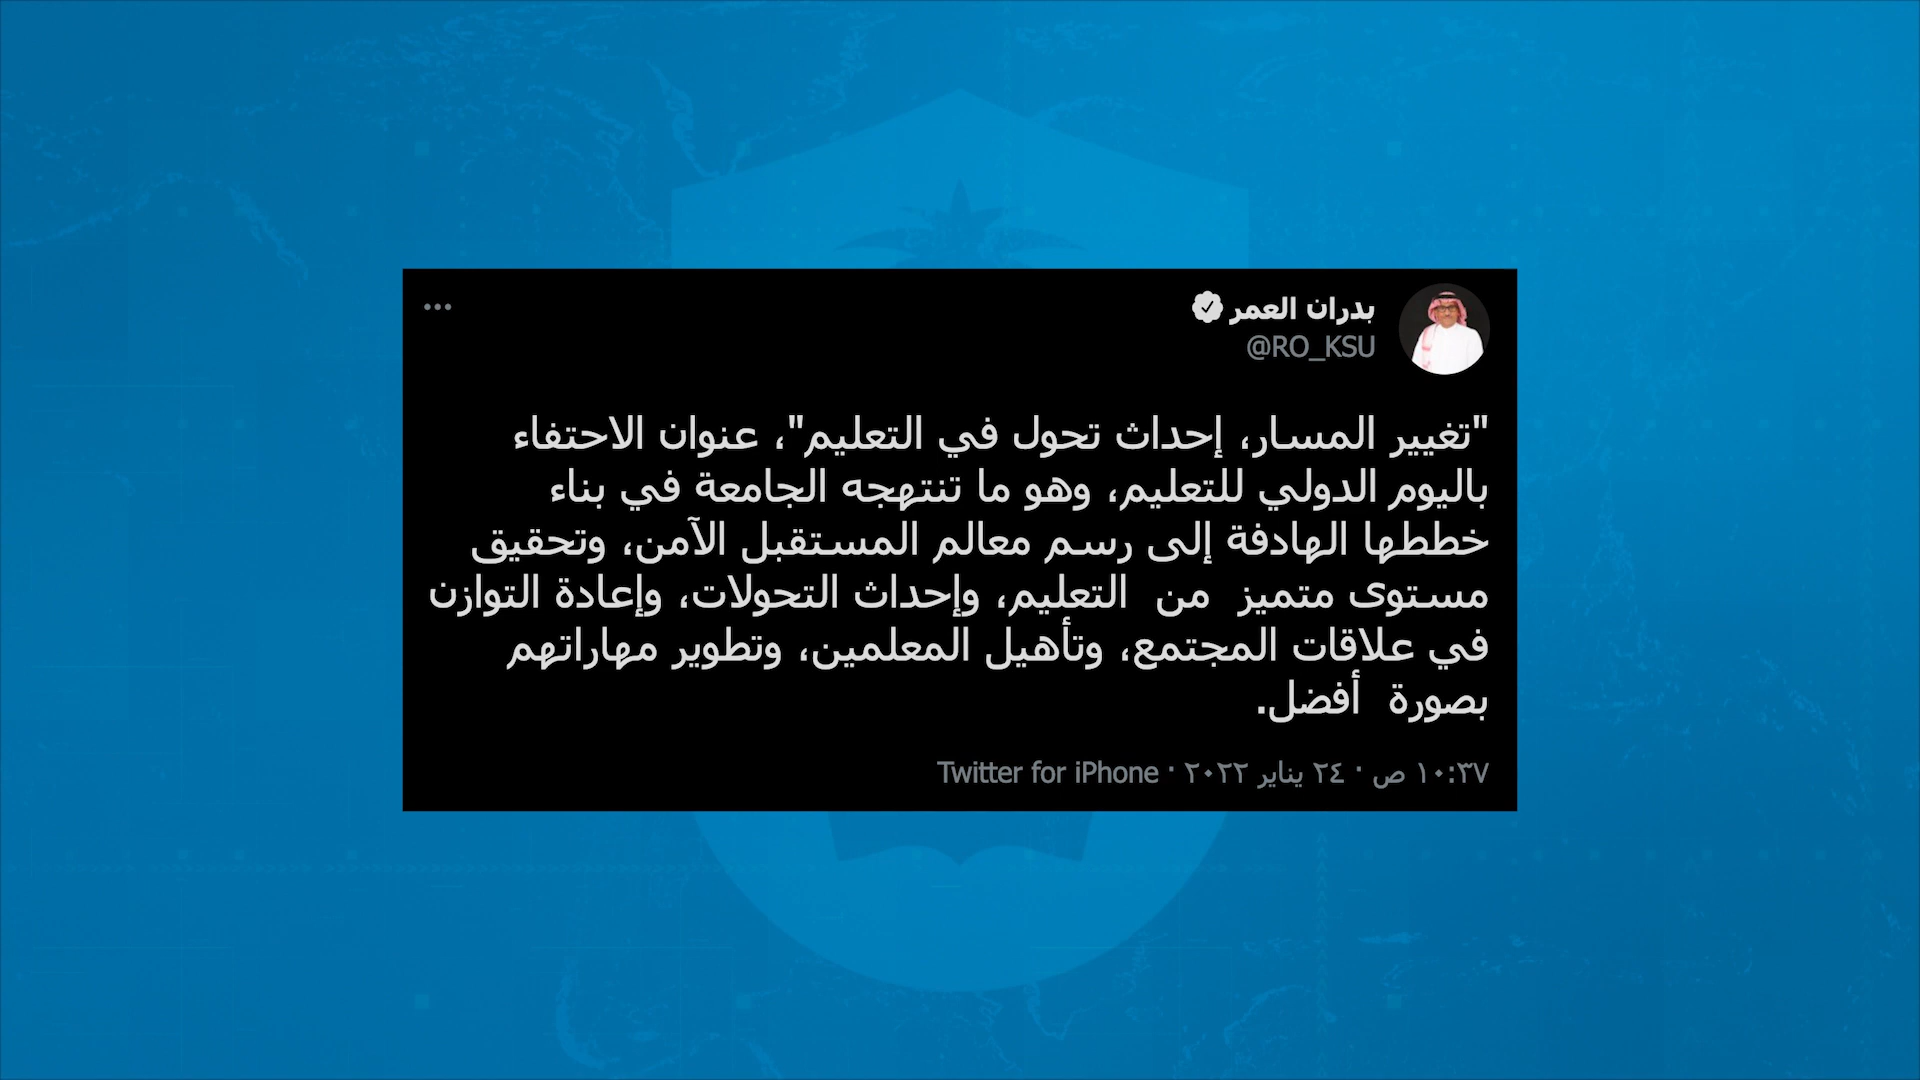 بدران العمر
@RO_KSU
"تغيير المسار، إحداث تحول في التعليم"، عنوان الاحتفاء
باليوم الدولي للتعليم، وهو ما تنتهجه الجامعة في بناء
خططها الهادفة إلى رسم معالم المستقبل الآمن، وتحقيق
مستوى متميز من التعليم، وإحداث التحولات، وإعادة التوازن
في علاقات المجتمع، وتأهيل المعلمين، وتطوير مهاراتهم
بصورة أفضل.
١٠:٣٧ ص · ٢٤ يناير ٢٠٢٢ · Twitter for iPhone